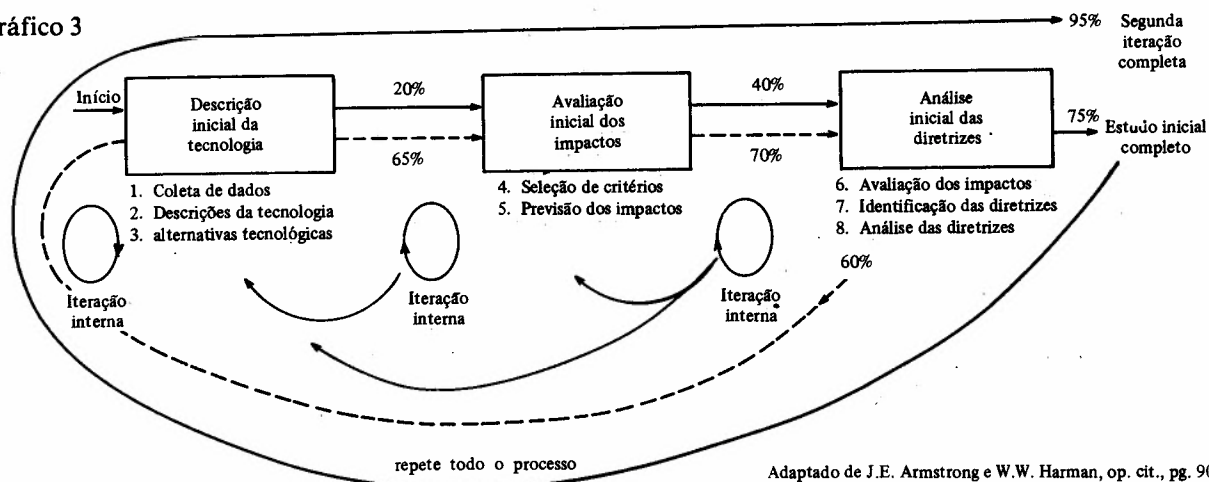 ráfico 3
95% Segunda
iteração
completa
Início
Descrição
inicial da
tecnologia
20%
65%
Avaliação
inicial dos
impactos
40%
70%
Análise
inicial das
diretrizes
75%
Estudo inicial
completo
1. Coleta de dados
2. Descrições da tecnologia
3. alternativas tecnológicas
4. Seleção de critérios
5. Previsão dos impactos
6. Avaliação dos impactos
7. Identificação das diretrizes
8. Análise das diretrizes
60%
Iteração
interna
Iteração
interna
Iteração
interna
repete todo o processo
Adaptado de J.E. Armstrong e W.W. Harman, op. cit., pg. 90